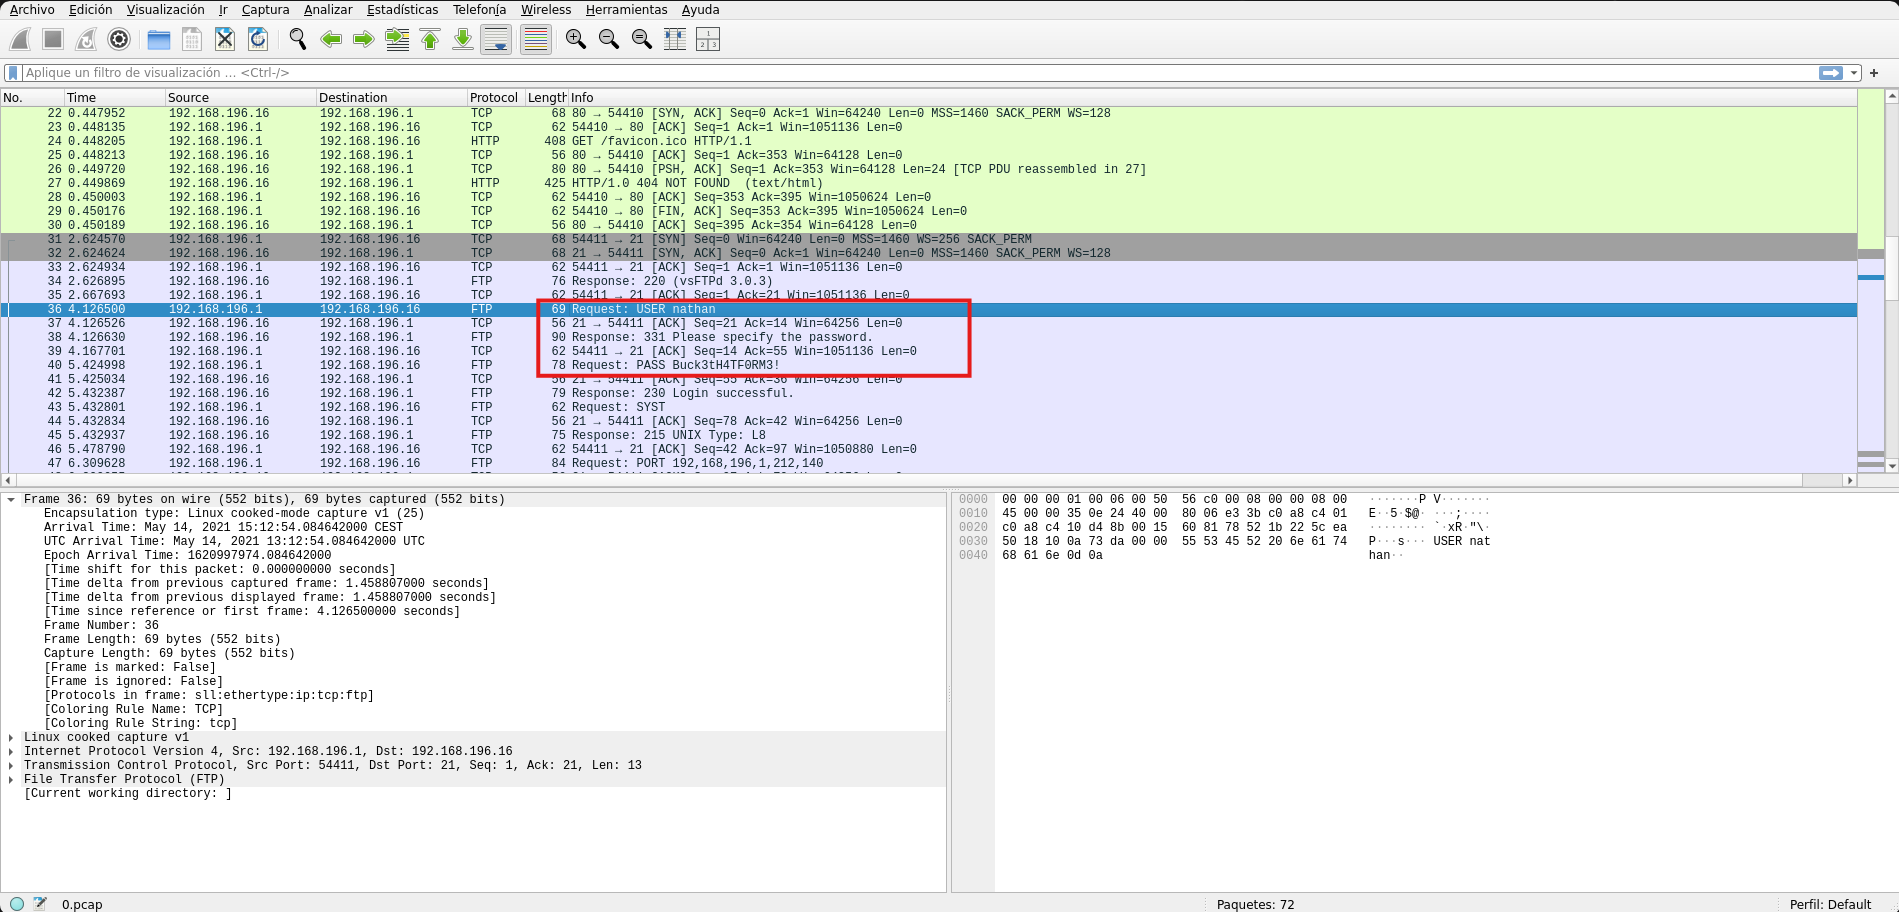 Archivo Edición Visualización Ir Captura Analizar Estadísticas Telefonía Wireless Herramientas Ayuda
Aplique un filtro de visualización … <Ctrl-/>
No. Time Source Destination Protocol Length Info
22 0.447952 192.168.196.16 192.168.196.1 TCP 68 80 → 54410 [SYN, ACK] Seq=0 Ack=1 Win=64240 Len=0 MSS=1460 SACK_PERM WS=128
23 0.448135 192.168.196.1 192.168.196.16 TCP 62 54410 → 80 [ACK] Seq=1 Ack=1 Win=1051136 Len=0
24 0.448205 192.168.196.1 192.168.196.16 HTTP 408 GET /favicon.ico HTTP/1.1
25 0.448213 192.168.196.16 192.168.196.1 TCP 56 80 → 54410 [ACK] Seq=1 Ack=353 Win=64128 Len=0
26 0.449720 192.168.196.16 192.168.196.1 TCP 80 80 → 54410 [PSH, ACK] Seq=1 Ack=353 Win=64128 Len=24 [TCP PDU reassembled in 27]
27 0.449869 192.168.196.16 192.168.196.1 HTTP 425 HTTP/1.0 404 NOT FOUND (text/html)
28 0.450003 192.168.196.1 192.168.196.16 TCP 62 54410 → 80 [ACK] Seq=353 Ack=395 Win=1050624 Len=0
29 0.450176 192.168.196.1 192.168.196.16 TCP 62 54410 → 80 [FIN, ACK] Seq=353 Ack=395 Win=1050624 Len=0
30 0.450189 192.168.196.16 192.168.196.1 TCP 56 80 → 54410 [ACK] Seq=395 Ack=354 Win=64128 Len=0
31 2.624570 192.168.196.1 192.168.196.16 TCP 68 54411 → 21 [SYN] Seq=0 Win=64240 Len=0 MSS=1460 WS=256 SACK_PERM
32 2.624624 192.168.196.16 192.168.196.1 TCP 68 21 → 54411 [SYN, ACK] Seq=0 Ack=1 Win=64240 Len=0 MSS=1460 SACK_PERM WS=128
33 2.624934 192.168.196.1 192.168.196.16 TCP 62 54411 → 21 [ACK] Seq=1 Ack=1 Win=1051136 Len=0
34 2.626895 192.168.196.16 192.168.196.1 FTP 76 Response: 220 (vsFTPd 3.0.3)
35 2.667693 192.168.196.1 192.168.196.16 TCP 62 54411 → 21 [ACK] Seq=1 Ack=21 Win=1051136 Len=0
36 4.126500 192.168.196.1 192.168.196.16 FTP 69 Request: USER nathan
37 4.126526 192.168.196.16 192.168.196.1 TCP 56 21 → 54411 [ACK] Seq=21 Ack=14 Win=64256 Len=0
38 4.126630 192.168.196.16 192.168.196.1 FTP 90 Response: 331 Please specify the password.
39 4.167701 192.168.196.1 192.168.196.16 TCP 62 54411 → 21 [ACK] Seq=14 Ack=55 Win=1051136 Len=0
40 5.424998 192.168.196.1 192.168.196.16 FTP 78 Request: PASS Buck3tH4TF0RM3!
41 5.425034 192.168.196.16 192.168.196.1 TCP 56 21 → 54411 [ACK] Seq=55 Ack=36 Win=64256 Len=0
42 5.432387 192.168.196.16 192.168.196.1 FTP 79 Response: 230 Login successful.
43 5.432801 192.168.196.1 192.168.196.16 FTP 62 Request: SYST
44 5.432834 192.168.196.16 192.168.196.1 TCP 56 21 → 54411 [ACK] Seq=78 Ack=42 Win=64256 Len=0
45 5.432937 192.168.196.16 192.168.196.1 FTP 75 Response: 215 UNIX Type: L8
46 5.478790 192.168.196.1 192.168.196.16 TCP 62 54411 → 21 [ACK] Seq=42 Ack=97 Win=1050880 Len=0
47 6.309628 192.168.196.1 192.168.196.16 FTP 84 Request: PORT 192,168,196,1,212,140
Frame 36: 69 bytes on wire (552 bits), 69 bytes captured (552 bits)
Encapsulation type: Linux cooked-mode capture v1 (25)
Arrival Time: May 14, 2021 15:12:54.084642000 CEST
UTC Arrival Time: May 14, 2021 13:12:54.084642000 UTC
Epoch Arrival Time: 1620997974.084642000
[Time shift for this packet: 0.000000000 seconds]
[Time delta from previous captured frame: 1.458807000 seconds]
[Time delta from previous displayed frame: 1.458807000 seconds]
[Time since reference or first frame: 4.126500000 seconds]
Frame Number: 36
Frame Length: 69 bytes (552 bits)
Capture Length: 69 bytes (552 bits)
[Frame is marked: False]
[Frame is ignored: False]
[Protocols in frame: sll:ethertype:ip:tcp:ftp]
[Coloring Rule Name: TCP]
[Coloring Rule String: tcp]
Linux cooked capture v1
Internet Protocol Version 4, Src: 192.168.196.1, Dst: 192.168.196.16
Transmission Control Protocol, Src Port: 54411, Dst Port: 21, Seq: 1, Ack: 21, Len: 13
File Transfer Protocol (FTP)
[Current working directory: ]
0000 00 00 00 01 00 06 00 50 56 c0 00 08 00 00 08 00 ·······P V·······
0010 45 00 00 35 0e 24 40 00 80 06 e3 3b c0 a8 c4 01 E··5·$@· ···;····
0020 c0 a8 c4 10 d4 8b 00 15 60 81 78 52 1b 22 5c ea ········ `·xR·"\·
0030 50 18 10 0a 73 da 00 00 55 53 45 52 20 6e 61 74 P···s··· USER nat
0040 68 61 6e 0d 0a han··
0.pcap Paquetes: 72 Perfil: Default